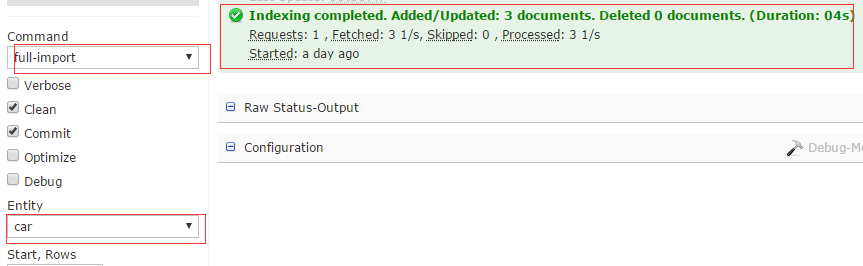 Indexing completed. Added/Updated: 3 documents. Deleted 0 documents. (Duration: 04s)
Requests: 1 , Fetched: 3 1/s, Skipped: 0 , Processed: 3 1/s
Started: a day ago
Command
full-import
Verbose
Clean
Commit
Optimize
Debug
Entity
car
Start, Rows
Raw Status-Output
Configuration
Debug-Mo